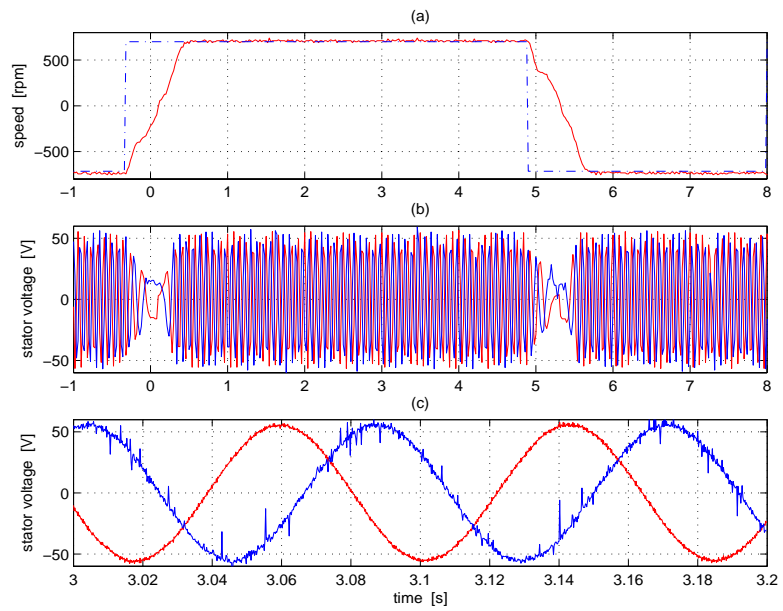 (a)
500
0
−500
speed [rpm]
−1 0 1 2 3 4 5 6 7 8
(b)
50
0
−50
stator voltage [V]
−1 0 1 2 3 4 5 6 7 8
(c)
50
0
−50
stator voltage [V]
3 3.02 3.04 3.06 3.08 3.1 3.12 3.14 3.16 3.18 3.2
time [s]